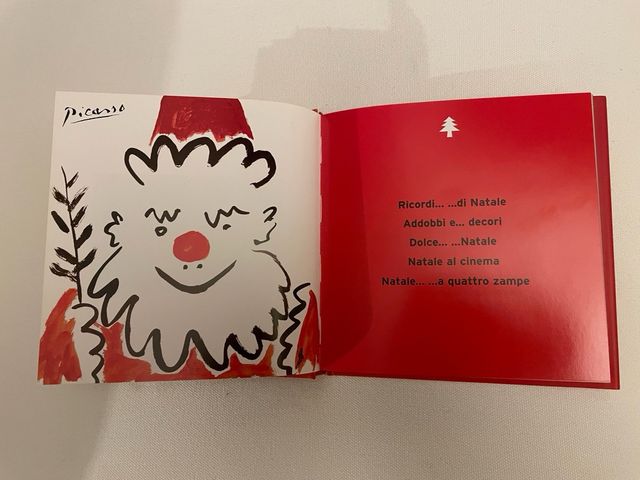 Picasso
Ricordi... ...di Natale
Addobbi e... decori
Dolce... ...Natale
Natale al cinema
Natale... ...a quattro zampe